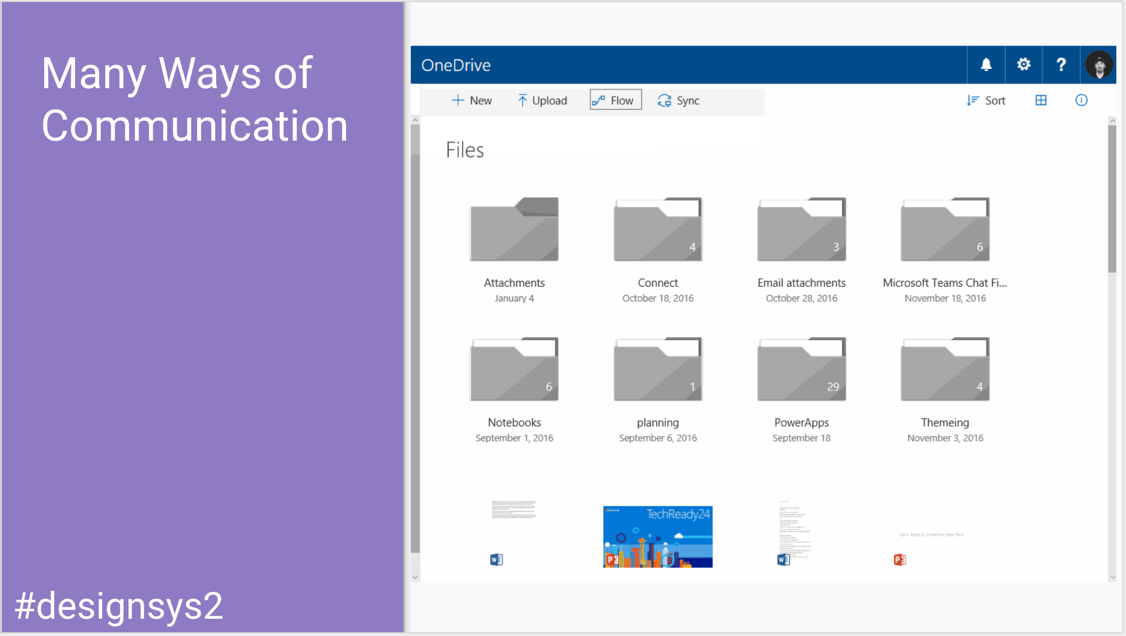 Many Ways of
Communication
#designsys2
OneDrive
?
New
Upload
Flow
Sync
Sort
Files
Attachments
January 4
4
Connect
October 18, 2016
3
Email attachments
October 28, 2016
6
Microsoft Teams Chat Fi...
November 18, 2016
6
Notebooks
September 1, 2016
1
planning
September 6, 2016
29
PowerApps
September 18
4
Themeing
November 3, 2016
TechReady24